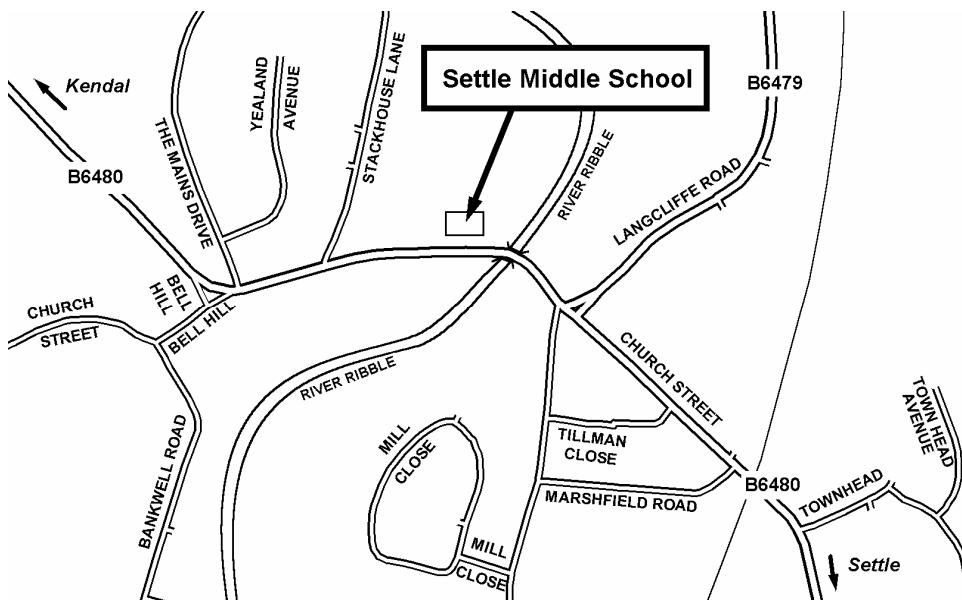 Kendal
B6480
THE MAINS DRIVE
YEALAND
AVENUE
STACKHOUSE LANE
Settle Middle School
RIVER RIBBLE
B6479
LANGCLIFFE ROAD
BELL
HILL
BELL HILL
CHURCH
STREET
RIVER RIBBLE
BANKWELL ROAD
MILL
CLOSE
CHURCH STREET
TILLMAN
CLOSE
MARSHFIELD ROAD
MILL
CLOSE
B6480
TOWNHEAD
TOWN HEAD
AVENUE
Settle